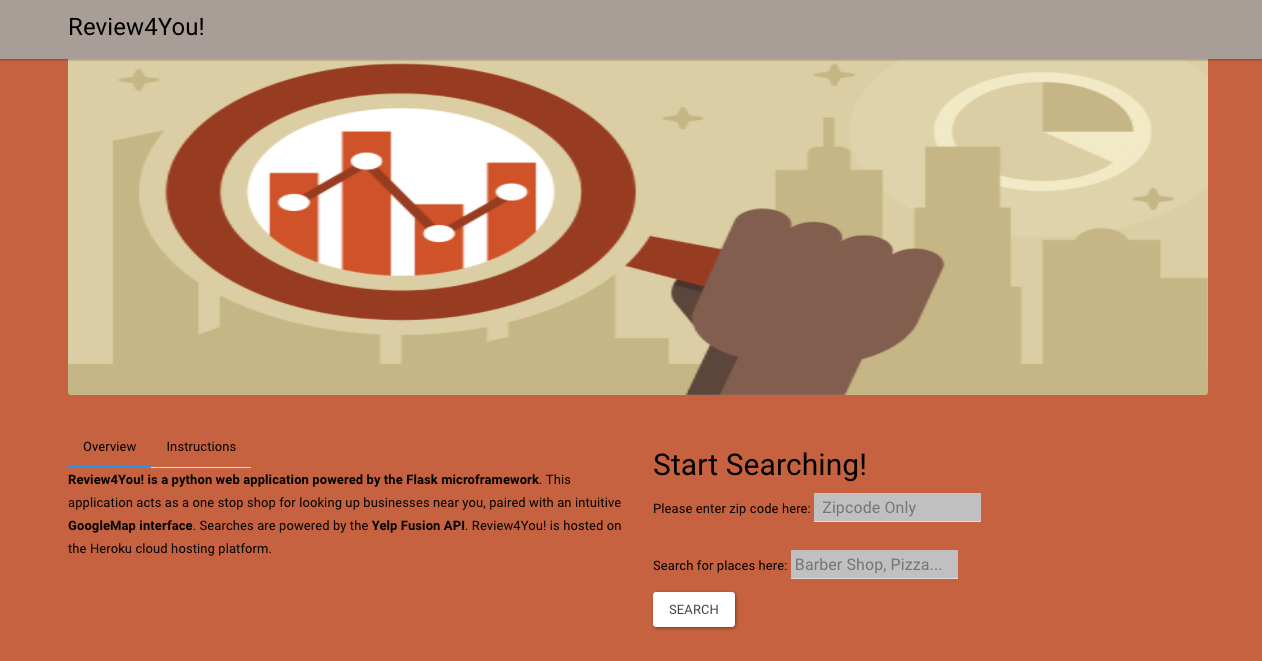 Review4You!
Overview Instructions
Review4You! is a python web application powered by the Flask microframework. This
application acts as a one stop shop for looking up businesses near you, paired with an intuitive
GoogleMap interface. Searches are powered by the Yelp Fusion API. Review4You! is hosted on
the Heroku cloud hosting platform.
Start Searching!
Please enter zip code here: Zipcode Only
Search for places here: Barber Shop, Pizza...
SEARCH